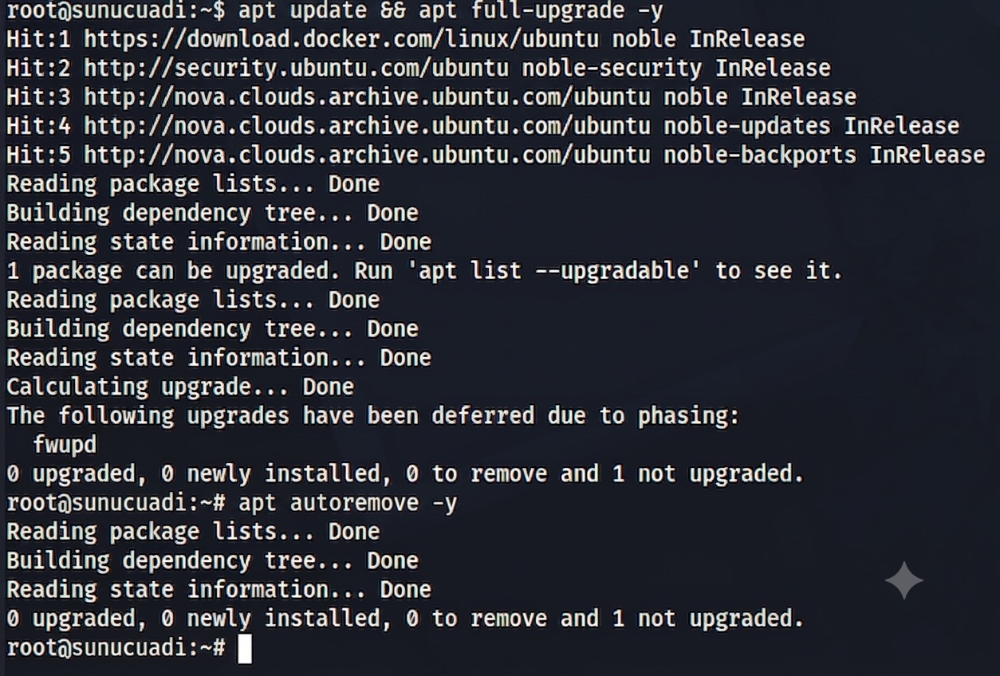 root@sunucuadi:~$ apt update && apt full-upgrade -y
Hit:1 https://download.docker.com/linux/ubuntu noble InRelease
Hit:2 http://security.ubuntu.com/ubuntu noble-security InRelease
Hit:3 http://nova.clouds.archive.ubuntu.com/ubuntu noble InRelease
Hit:4 http://nova.clouds.archive.ubuntu.com/ubuntu noble-updates InRelease
Hit:5 http://nova.clouds.archive.ubuntu.com/ubuntu noble-backports InRelease
Reading package lists... Done
Building dependency tree... Done
Reading state information... Done
1 package can be upgraded. Run 'apt list --upgradable' to see it.
Reading package lists... Done
Building dependency tree... Done
Reading state information... Done
Calculating upgrade... Done
The following upgrades have been deferred due to phasing:
  fwupd
0 upgraded, 0 newly installed, 0 to remove and 1 not upgraded.
root@sunucuadi:~# apt autoremove -y
Reading package lists... Done
Building dependency tree... Done
Reading state information... Done
0 upgraded, 0 newly installed, 0 to remove and 1 not upgraded.
root@sunucuadi:~#